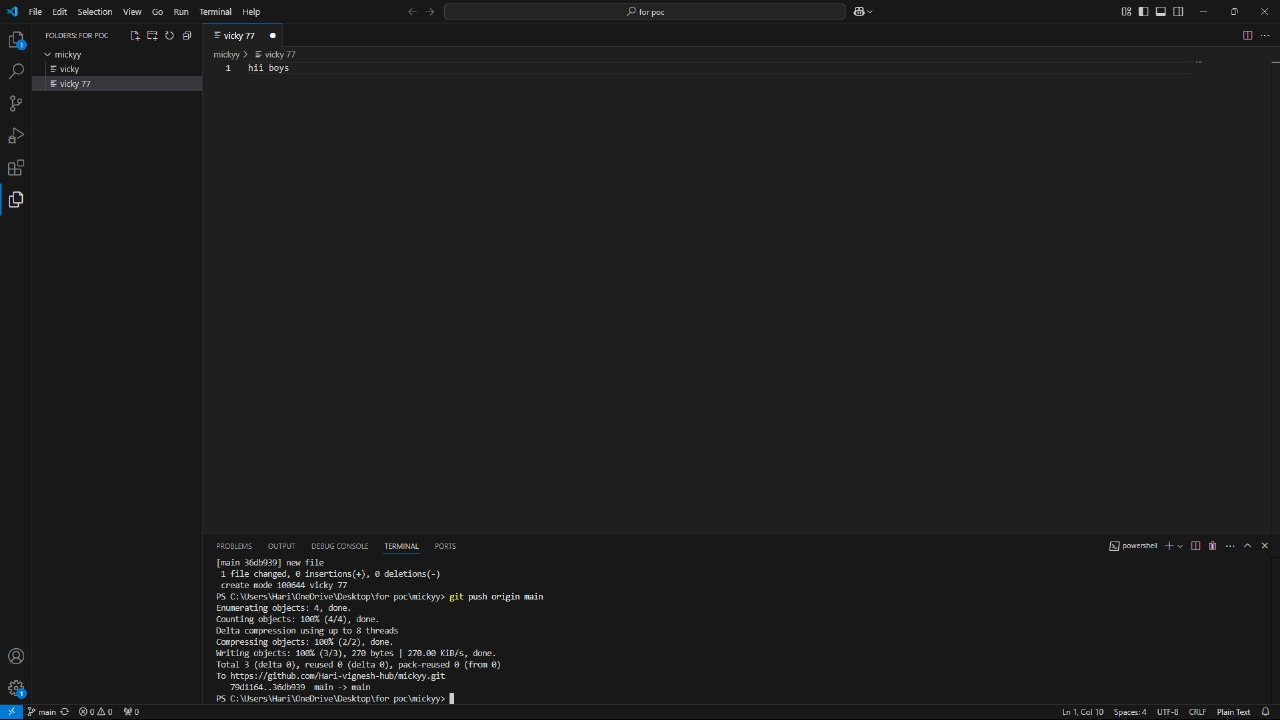 File Edit Selection View Go Run Terminal Help
for poc
FOLDERS: FOR POC
mickyy
vicky
vicky 77
vicky 77
mickyy > vicky 77
1 hii boys
PROBLEMS OUTPUT DEBUG CONSOLE TERMINAL PORTS
powershell
[main 36db939] new file
1 file changed, 0 insertions(+), 0 deletions(-)
create mode 100644 vicky 77
PS C:\Users\Hari\OneDrive\Desktop\for poc\mickyy> git push origin main
Enumerating objects: 4, done.
Counting objects: 100% (4/4), done.
Delta compression using up to 8 threads
Compressing objects: 100% (2/2), done.
Writing objects: 100% (3/3), 270 bytes | 270.00 KiB/s, done.
Total 3 (delta 0), reused 0 (delta 0), pack-reused 0 (from 0)
To https://github.com/Hari-vignesh-hub/mickyy.git
79d1164..36db939 main -> main
PS C:\Users\Hari\OneDrive\Desktop\for poc\mickyy>
1
1
main 0 0 0
Ln 1, Col 10 Spaces: 4 UTF-8 CRLF Plain Text